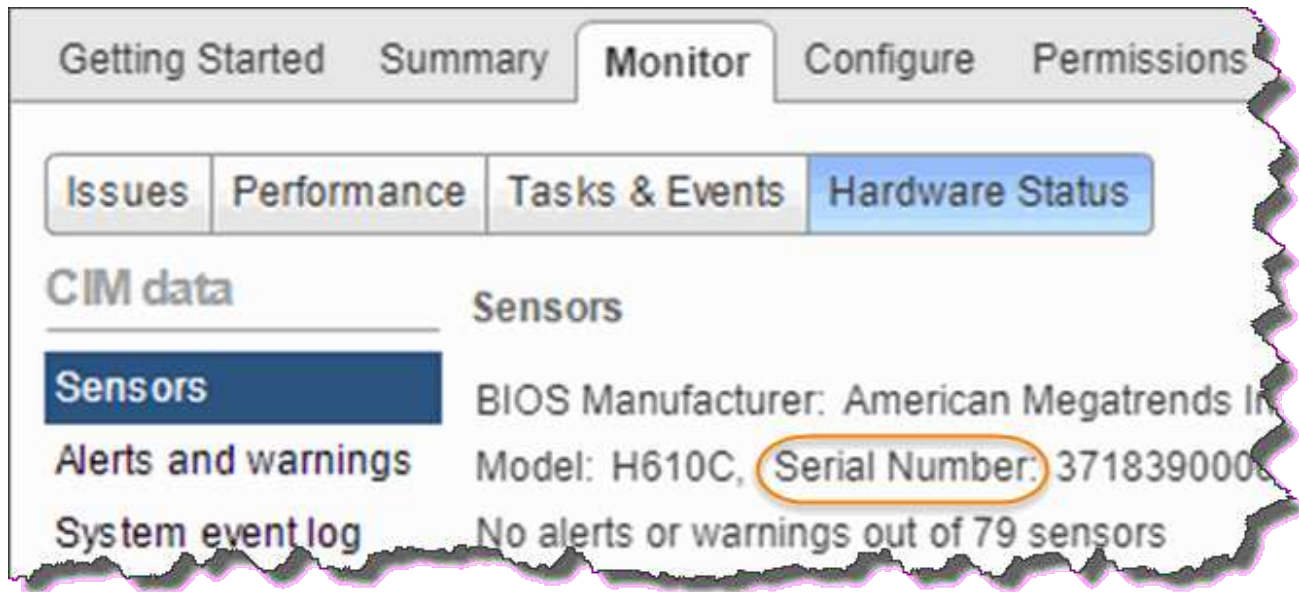 Getting Started Summary Monitor Configure Permissions
Issues Performance Tasks & Events Hardware Status
CIM data
Sensors
Sensors
Alerts and warnings
System event log
BIOS Manufacturer: American Megatrends
Model: H610C, Serial Number: 371839000
No alerts or warnings out of 79 sensors